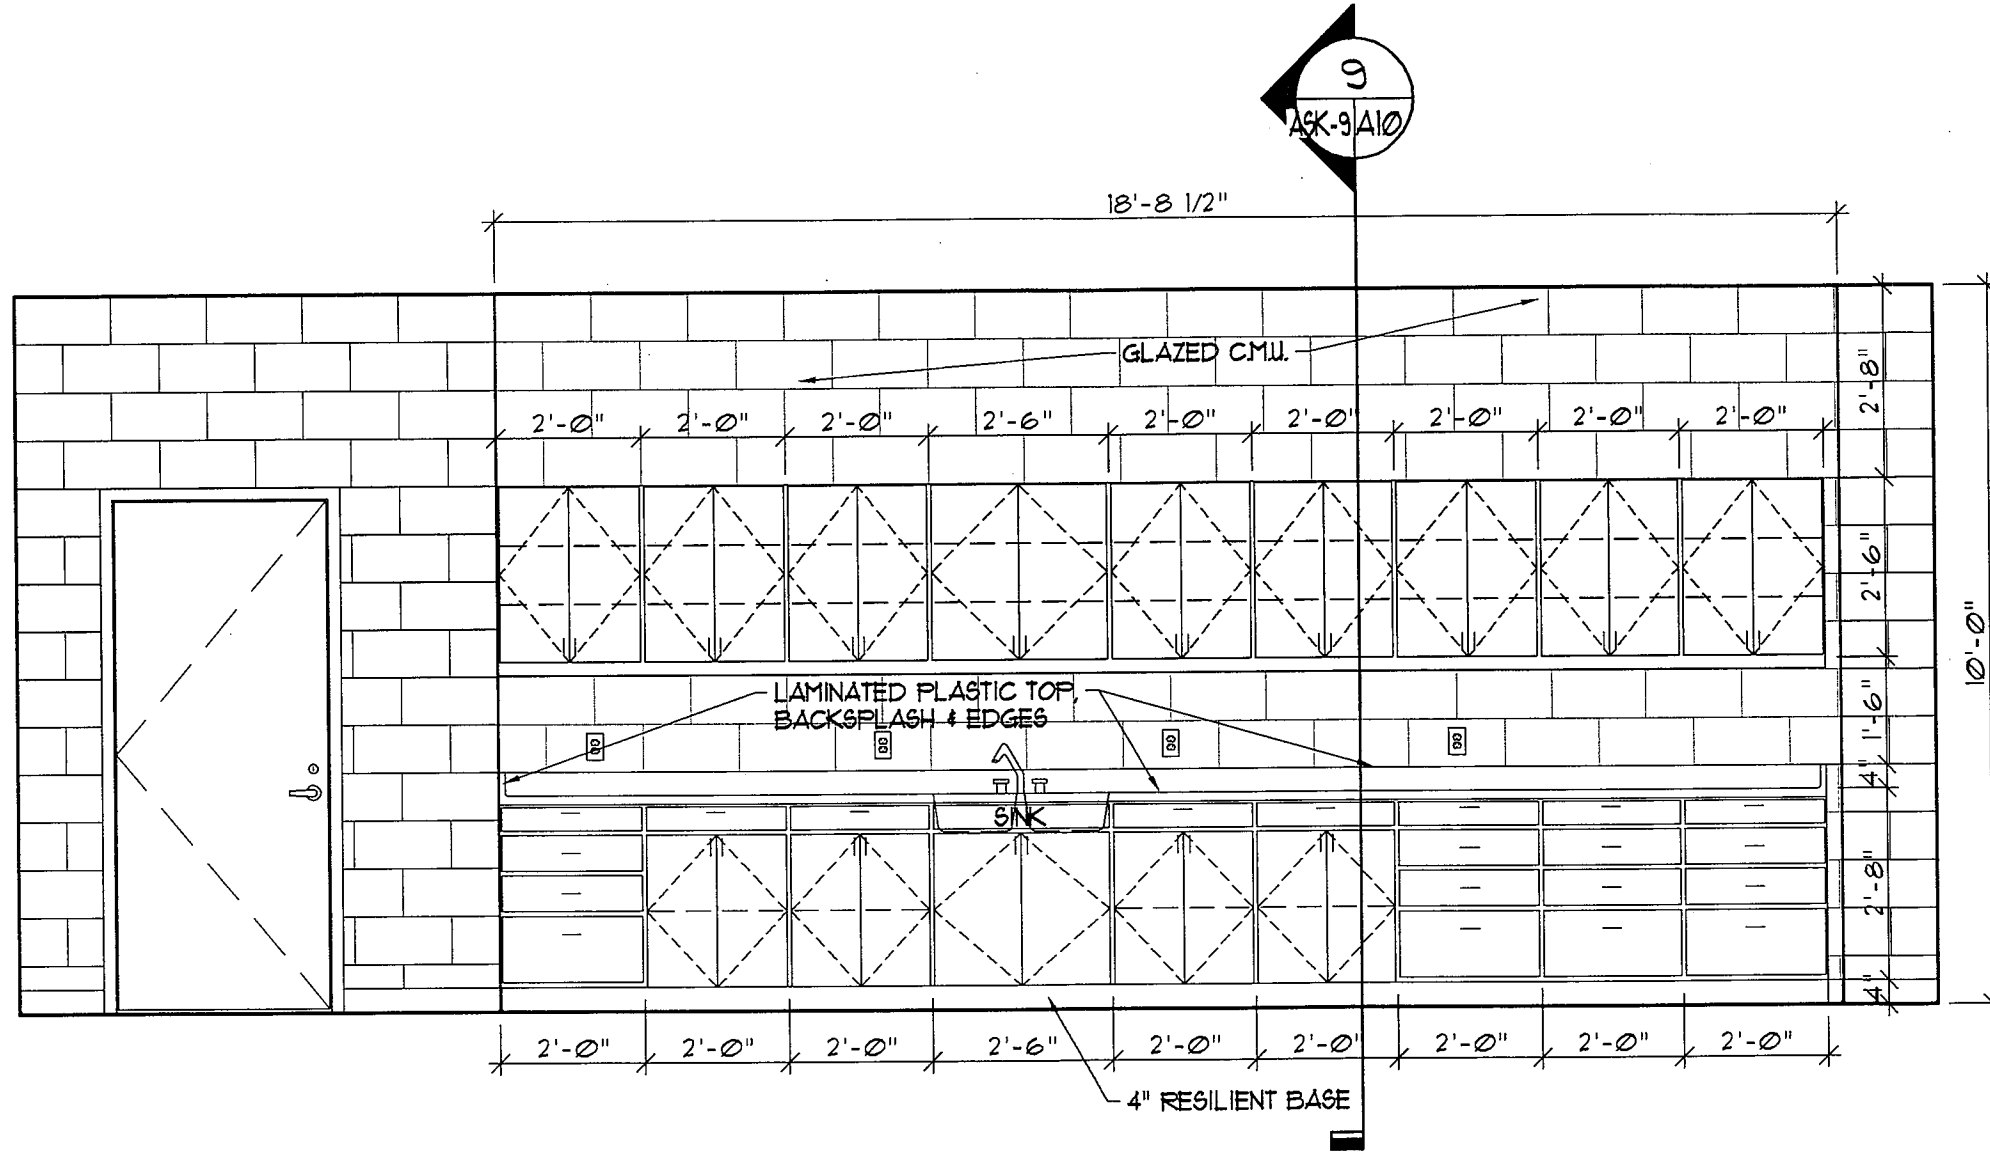 9
ASK-9 A10
18'-8 1/2"
GLAZED C.M.U.
2'-0" 2'-0" 2'-0" 2'-6" 2'-0" 2'-0" 2'-0" 2'-0" 2'-0"
2'-8"
2'-6"
1'-6"
4"
2'-8"
4"
10'-0"
LAMINATED PLASTIC TOP,
BACKSPLASH & EDGES
SINK
2'-0" 2'-0" 2'-0" 2'-6" 2'-0" 2'-0" 2'-0" 2'-0" 2'-0"
4" RESILIENT BASE